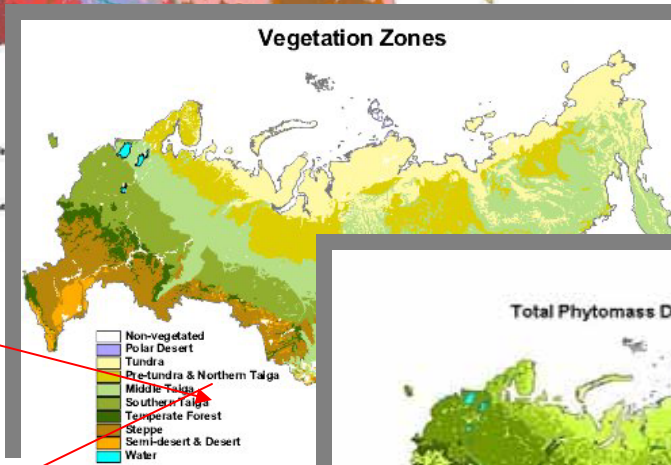 Vegetation Zones
Non-vegetated
Polar Desert
Tundra
Pre-tundra & Northern Taiga
Middle Taiga
Southern Taiga
Temperate Forest
Steppe
Semi-desert & Desert
Water
Total Phytomass D